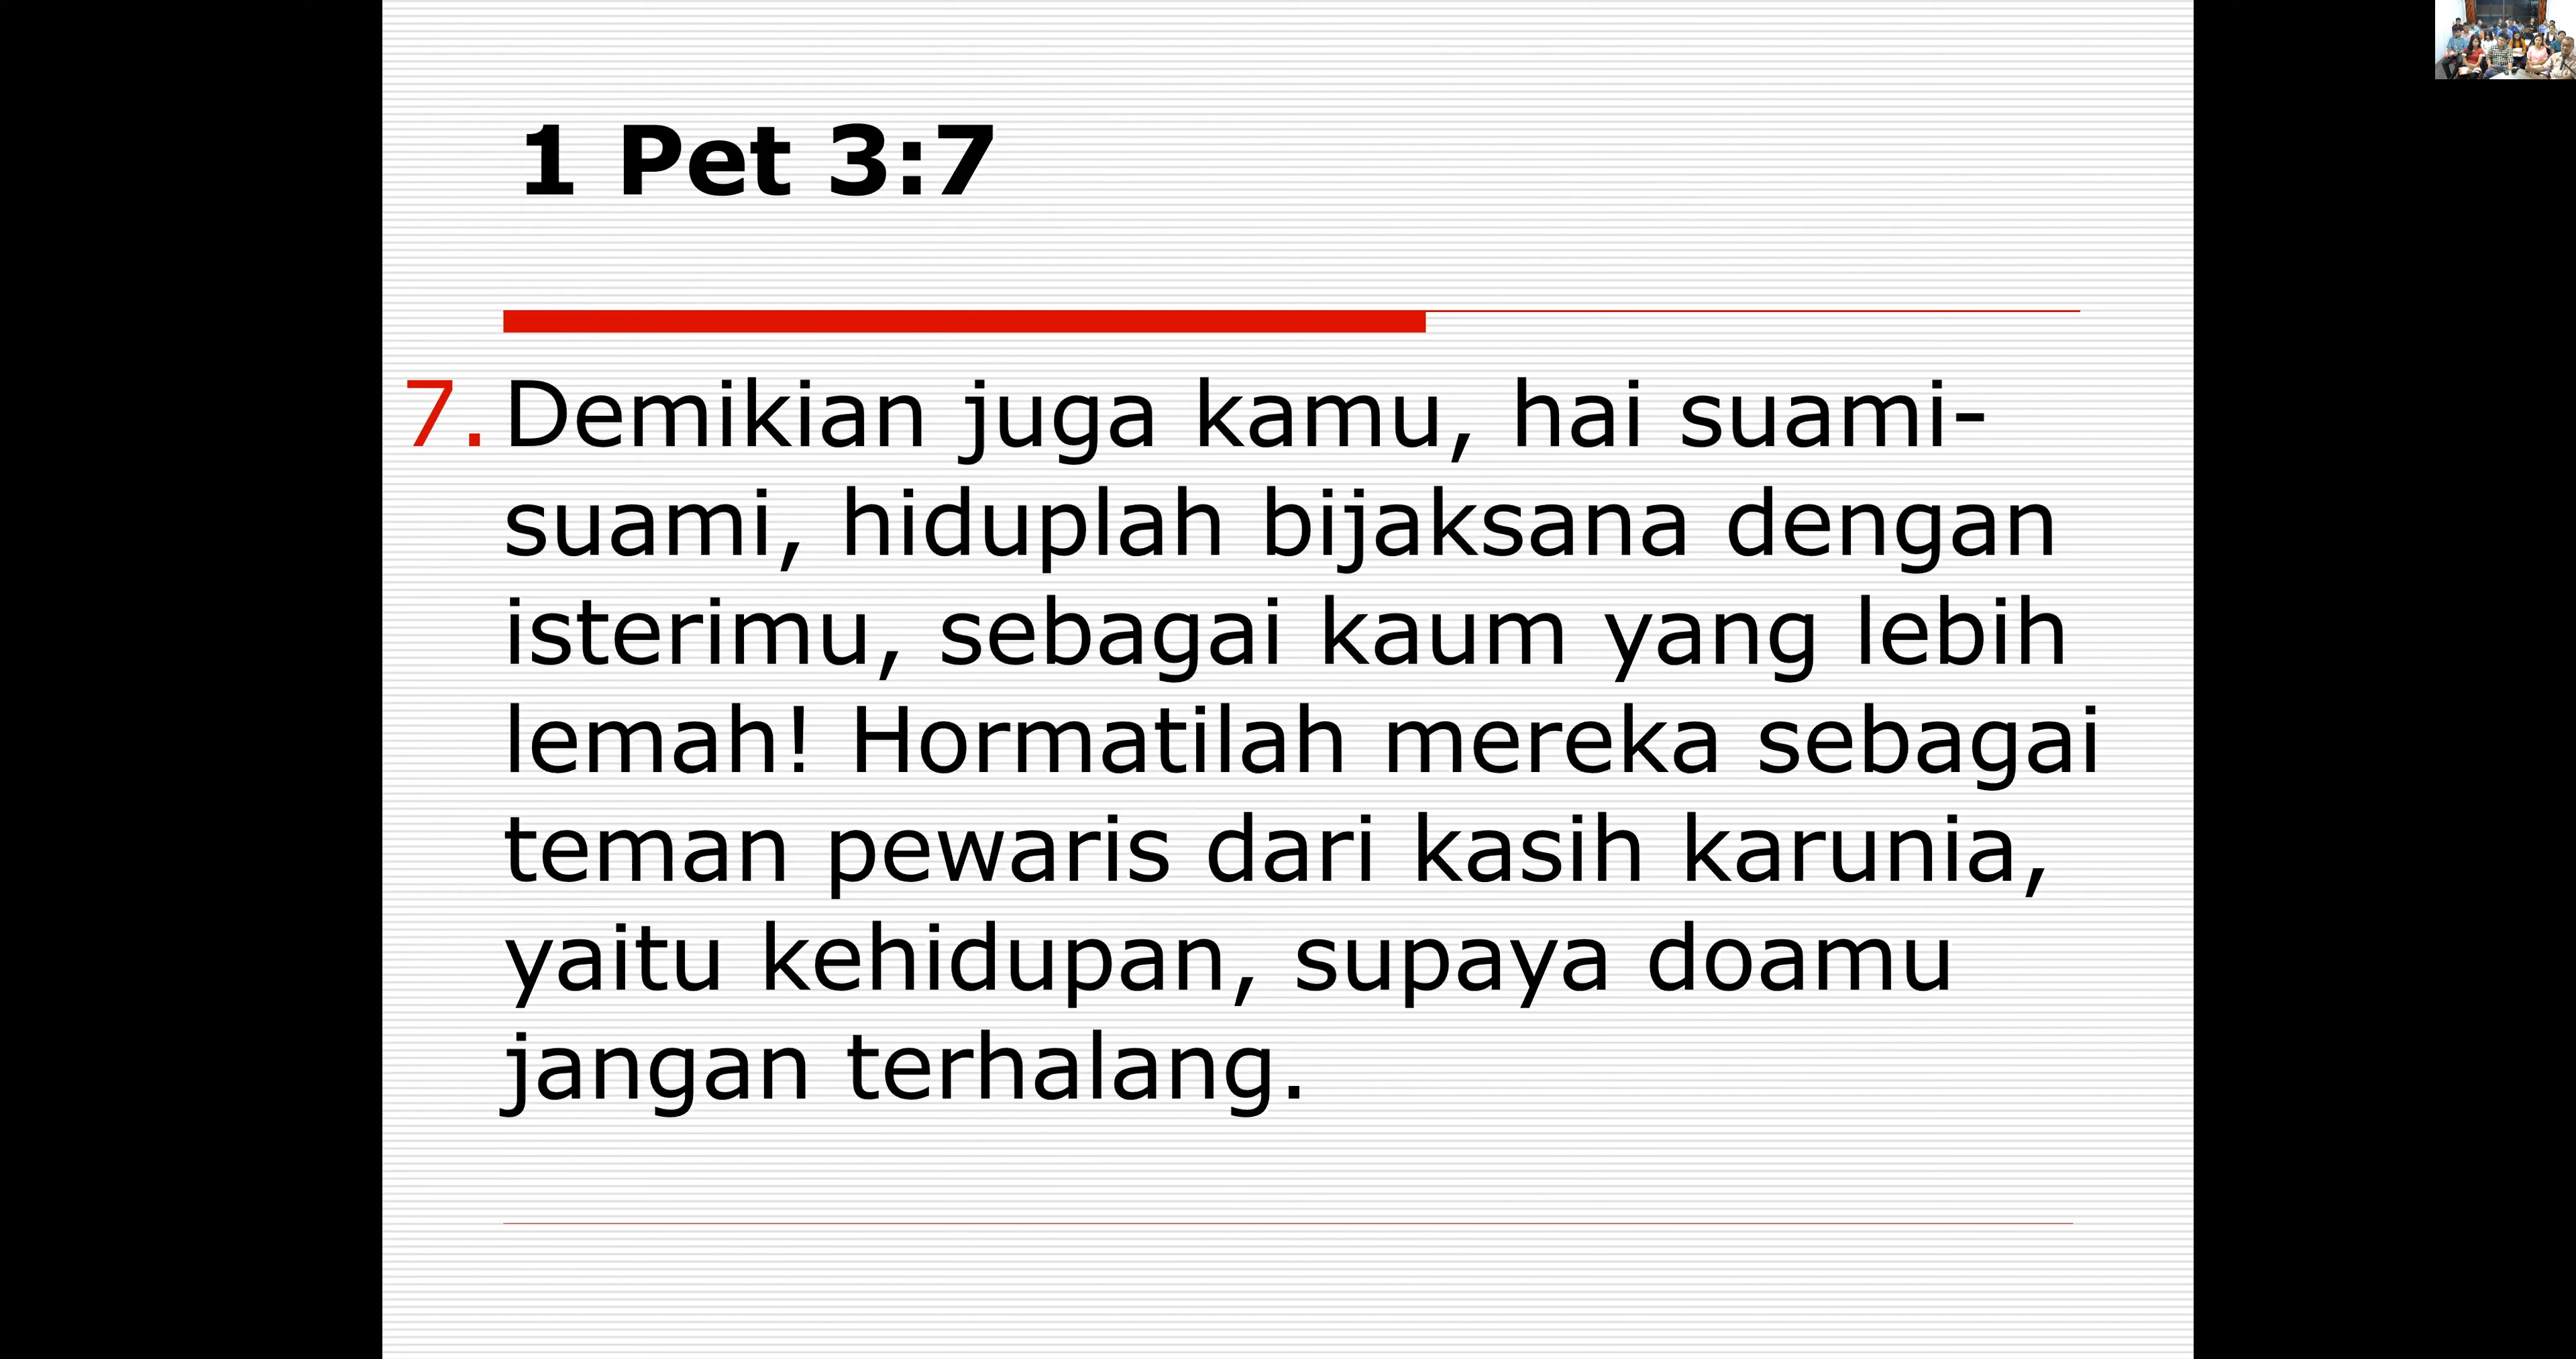 1 Pet 3:7
7. Demikian juga kamu, hai suami-
suami, hiduplah bijaksana dengan
isterimu, sebagai kaum yang lebih
lemah! Hormatilah mereka sebagai
teman pewaris dari kasih karunia,
yaitu kehidupan, supaya doamu
jangan terhalang.